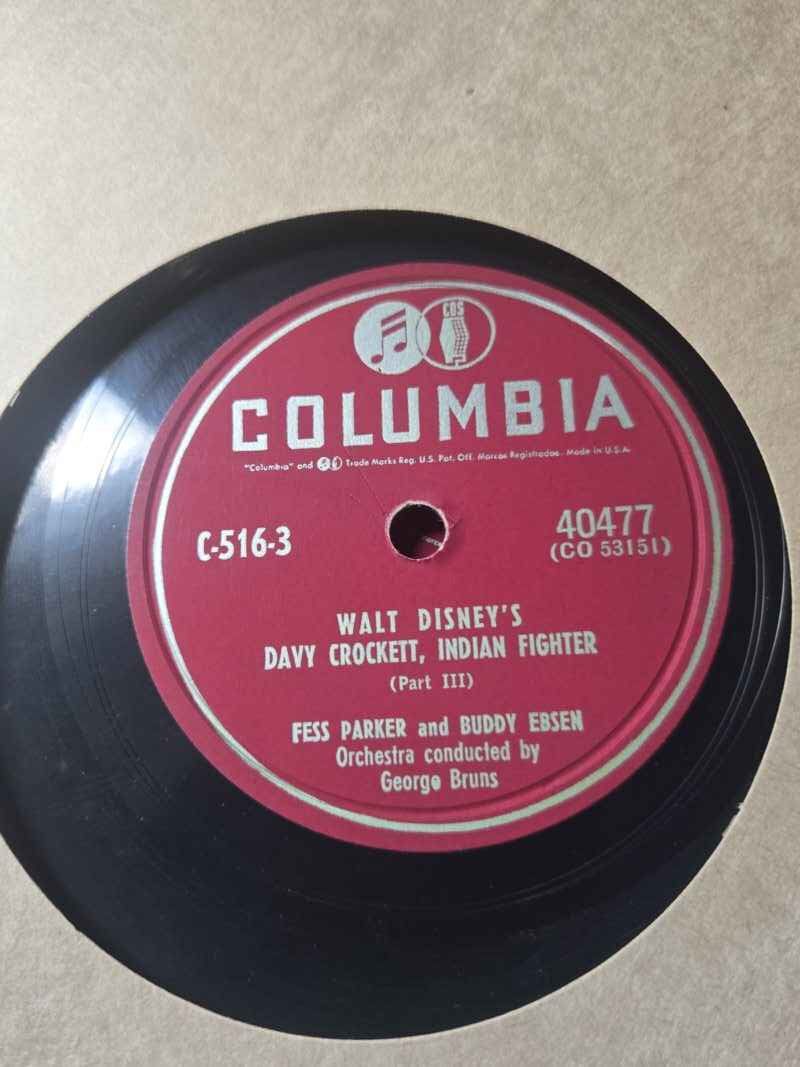 CBS
COLUMBIA
"Columbia" and Trade Marks Reg. U.S. Pat. Off. Marcas Registradas. Made in U.S.A.
C-516-3
40477
(CO 53151)
WALT DISNEY'S
DAVY CROCKETT, INDIAN FIGHTER
(Part III)
FESS PARKER and BUDDY EBSEN
Orchestra conducted by
George Bruns